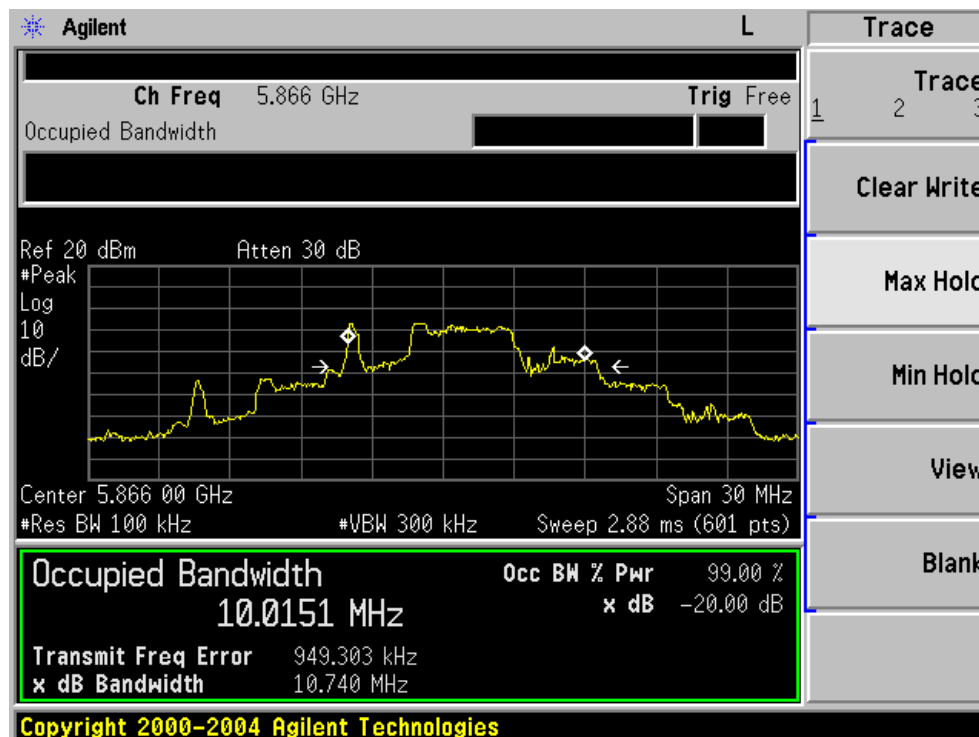 Agilent L Trace
Ch Freq 5.866 GHz Trig Free
Occupied Bandwidth
Trace
1 2 3
Clear Write
Max Hold
Min Hold
View
Blank
Ref 20 dBm Atten 30 dB
#Peak
Log
10
dB/
Center 5.866 00 GHz Span 30 MHz
#Res BW 100 kHz #VBW 300 kHz Sweep 2.88 ms (601 pts)
Occupied Bandwidth
10.0151 MHz
Occ BW % Pwr 99.00 %
x dB -20.00 dB
Transmit Freq Error 949.303 kHz
x dB Bandwidth 10.740 MHz
Copyright 2000-2004 Agilent Technologies